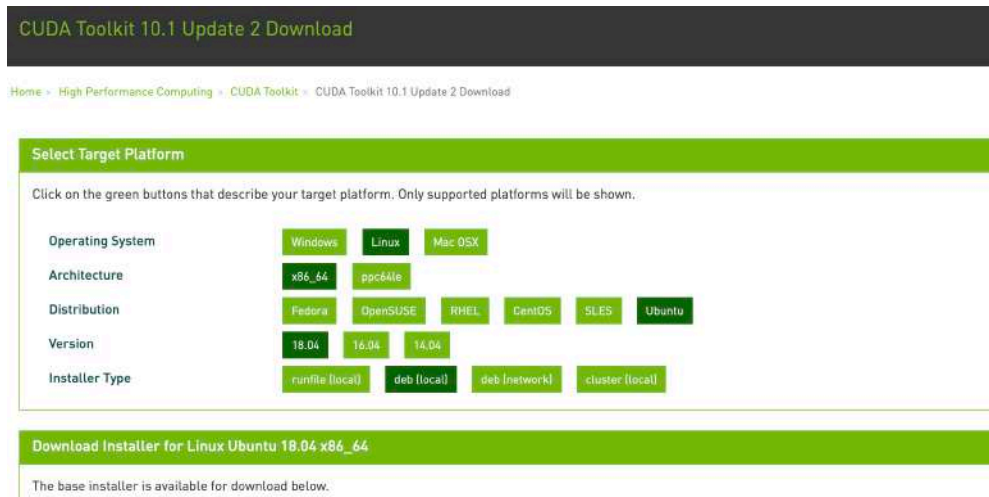 CUDA Toolkit 10.1 Update 2 Download
Home > High Performance Computing > CUDA Toolkit > CUDA Toolkit 10.1 Update 2 Download
Select Target Platform
Click on the green buttons that describe your target platform. Only supported platforms will be shown.
Operating System Windows Linux Mac OSX
Architecture x86_64 ppc64le
Distribution Fedora OpenSUSE RHEL CentOS SLES Ubuntu
Version 18.04 16.04 14.04
Installer Type runfile (local) deb (local) deb (network) cluster (local)
Download Installer for Linux Ubuntu 18.04 x86_64
The base installer is available for download below.